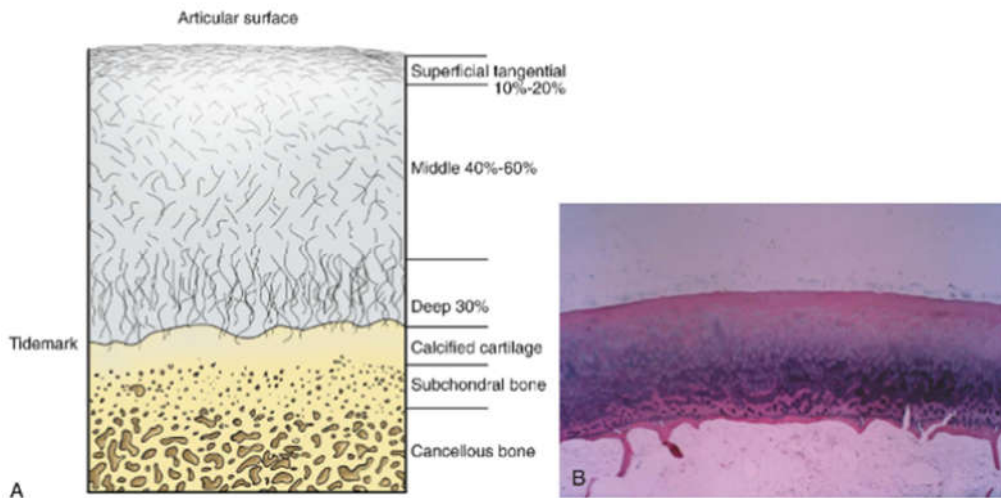 Articular surface
Superficial tangential
10%-20%
Middle 40%-60%
Deep 30%
Tidemark
Calcified cartilage
Subchondral bone
Cancellous bone
A
B